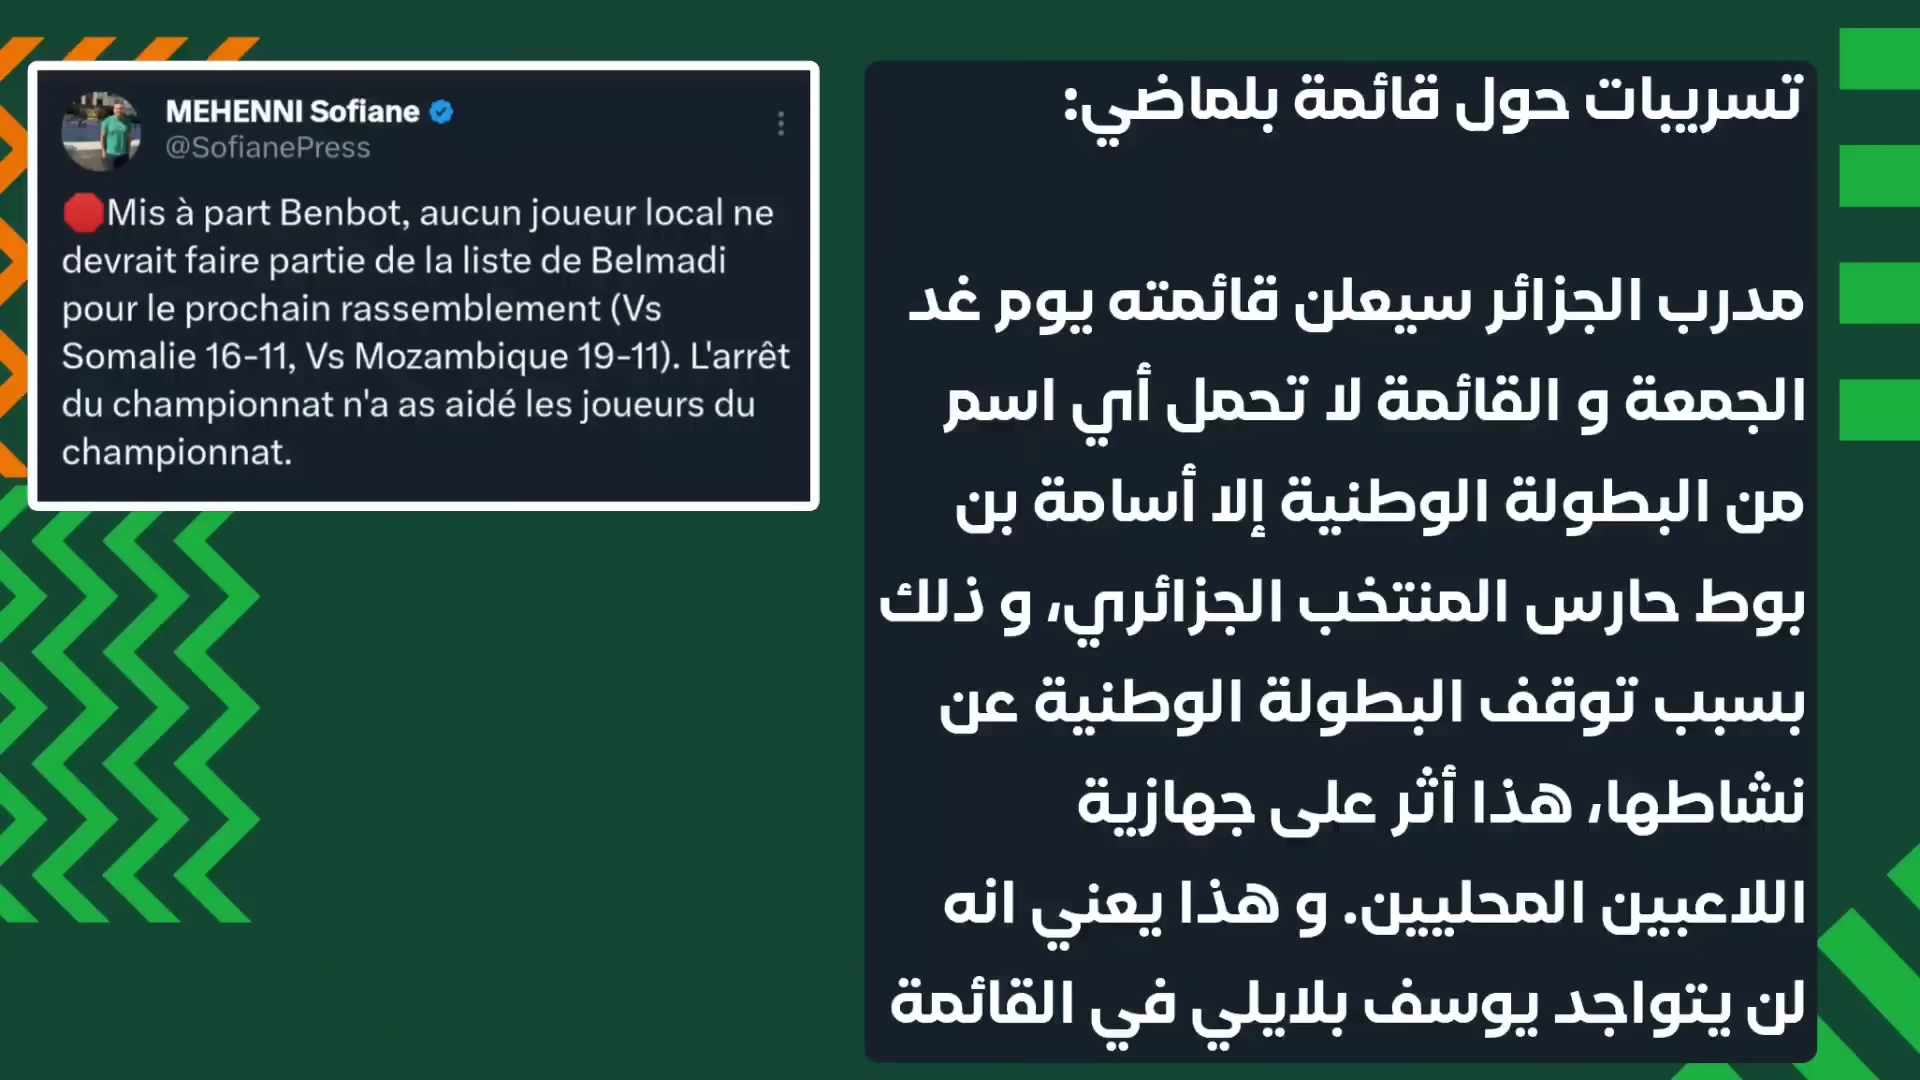 MEHENNI Sofiane
@SofianePress
Mis à part Benbot, aucun joueur local ne
devrait faire partie de la liste de Belmadi
pour le prochain rassemblement (Vs
Somalie 16-11, Vs Mozambique 19-11). L'arrêt
du championnat n'a as aidé les joueurs du
championnat.
تسريبات حول قائمة بلماضي:
مدرب الجزائر سيعلن قائمته يوم غد
الجمعة و القائمة لا تحمل أي اسم
من البطولة الوطنية إلا أسامة بن
بوط حارس المنتخب الجزائري، و ذلك
بسبب توقف البطولة الوطنية عن
نشاطها، هذا أثر على جهازية
اللاعبين المحليين. و هذا يعني انه
لن يتواجد يوسف بلايلي في القائمة